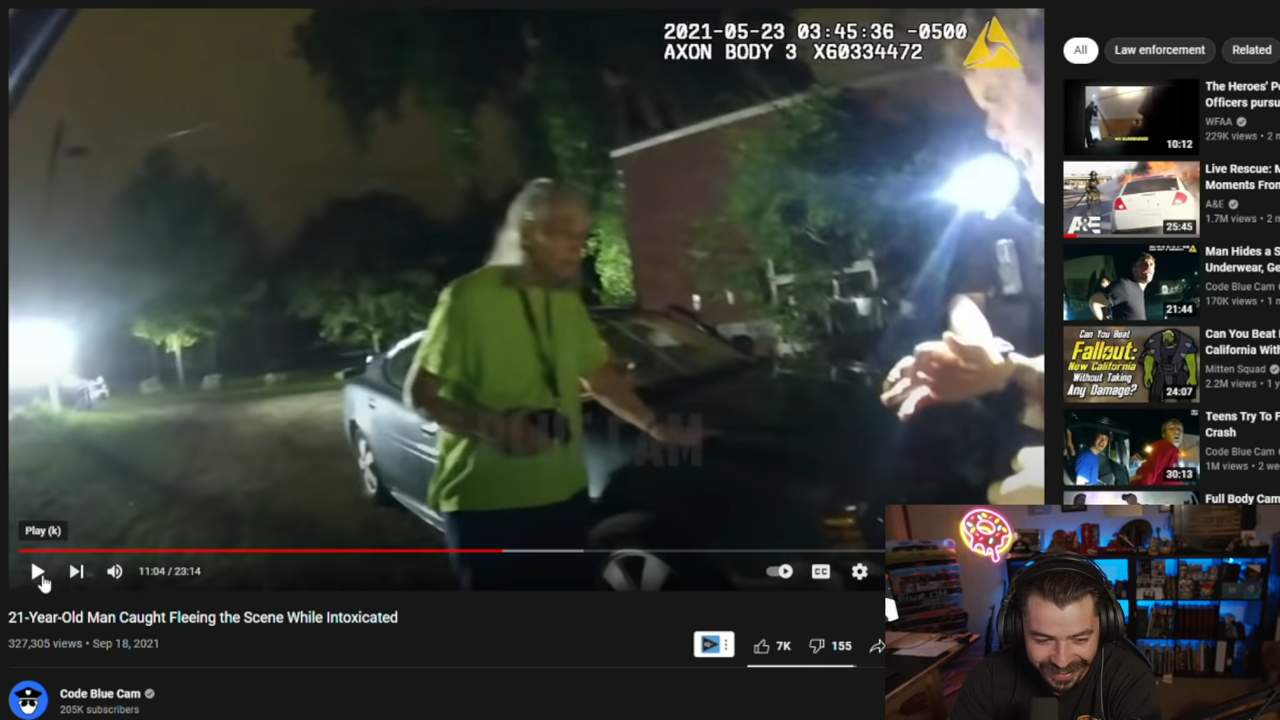 2021-05-23 03:45:36 -0500
AXON BODY 3 X60334472
Play (k)
11:04 / 23:14
CC
21-Year-Old Man Caught Fleeing the Scene While Intoxicated
327,305 views • Sep 18, 2021
7K
155
Code Blue Cam
205K subscribers
All
Law enforcement
Related
The Heroes' P
Officers pursu
WFAA
229K views • 2 m
10:12
Live Rescue: M
Moments From
A&E
1.7M views • 2 m
A&E
25:45
Man Hides a S
Underwear, Ge
Code Blue Cam
170K views • 1 m
21:44
Can You Beat
California With
Mitten Squad
2.2M views • 1 y
Can You Beat
Fallout:
New California
Without Taking
Any Damage?
24:07
Teens Try To F
Crash
Code Blue Cam
1M views • 2 we
30:13
Full Body Cam